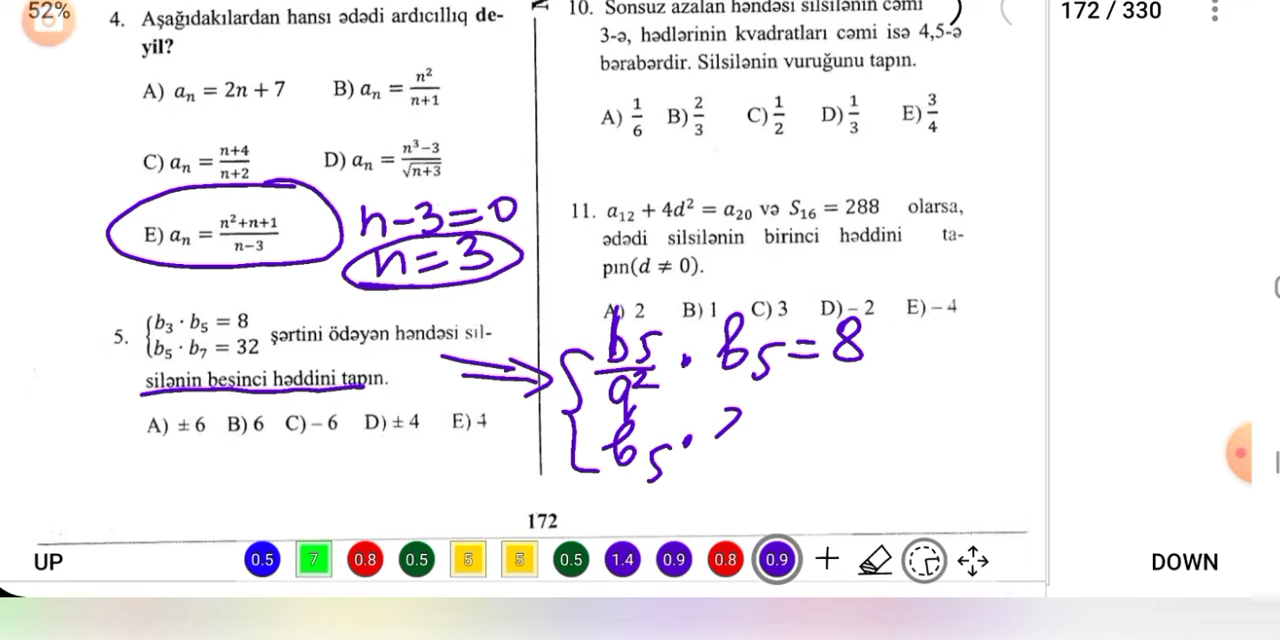 52%
4. Aşağıdakılardan hansı ədədi ardıcıllıq de-
yil?
A) aₙ = 2n + 7 B) aₙ = n²/n+1
C) aₙ = n+4/n+2 D) aₙ = n³−3/√n+3
E) aₙ = n²+n+1/n−3
n−3=0
n=3
5. {b₃ · b₅ = 8
b₅ · b₇ = 32 şərtini ödəyən həndəsi sil-
silənin beşinci həddini tapın.
A) ± 6 B) 6 C) – 6 D) ± 4 E) 4
10. Sonsuz azalan həndəsi silsilənin cəmi
3-ə, hədlərinin kvadratları cəmi isə 4,5-ə
bərabərdir. Silsilənin vuruğunu tapın.
A) 1/6 B) 2/3 C) 1/2 D) 1/3 E) 3/4
11. a₁₂ + 4d² = a₂₀ və S₁₆ = 288 olarsa,
ədədi silsilənin birinci həddini ta-
pın(d ≠ 0).
A) 2 B) 1 C) 3 D) – 2 E) – 4
⇒ { b5/q² · b5 = 8
b5 ·
172
172 / 330
UP 0.5 7 0.8 0.5 5 5 0.5 1.4 0.9 0.8 0.9 DOWN